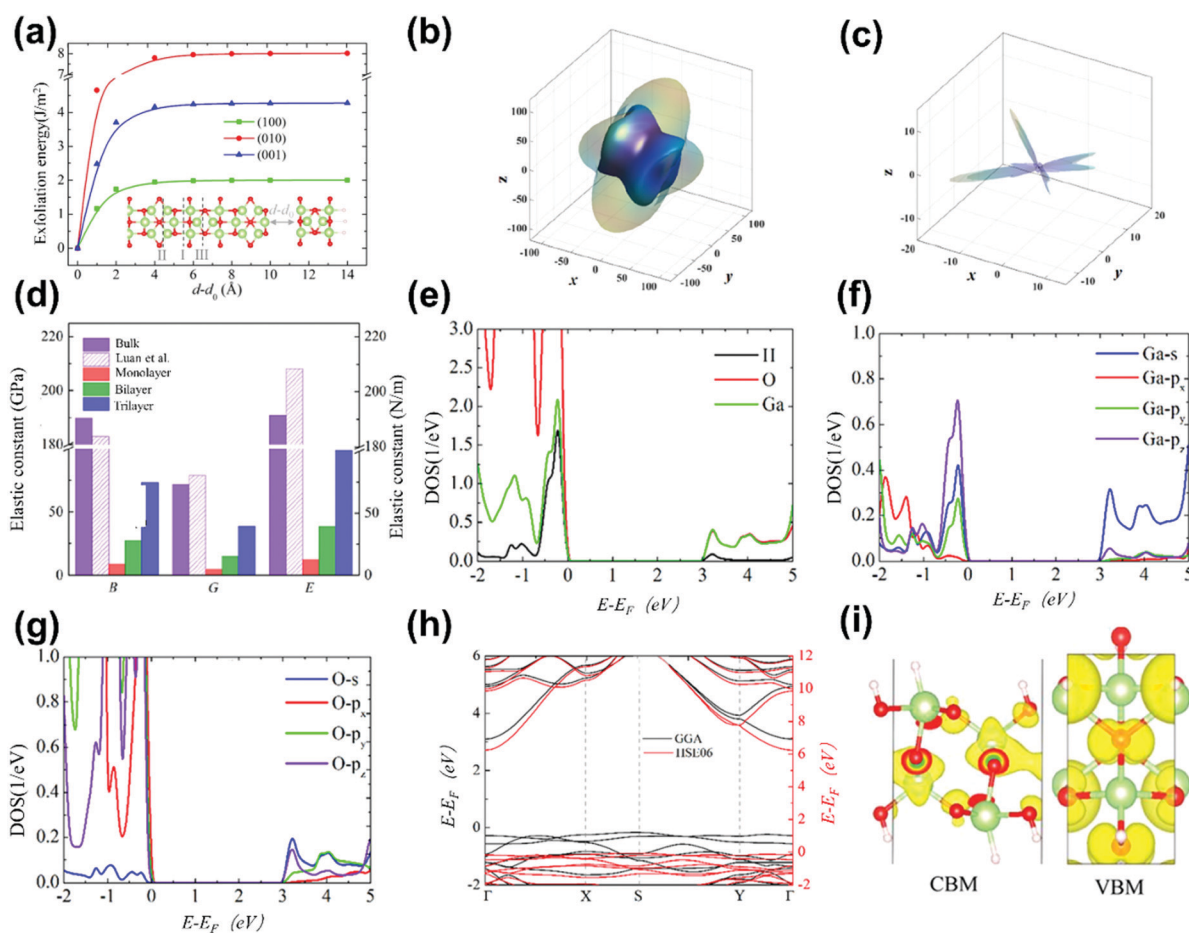 (a)
Exfoliation energy(J/m²)
8
7
4
3
2
1
0
(100)
(010)
(001)
d-d₀
II I III
0 2 4 6 8 10 12 14
d-d₀ (Å)
(b)
z
100
50
0
-50
-100
-100 -50 0 50 100
x
-100 -50 0 50 100
y
(c)
z
10
0
-10
-10 0 10
x
-20 -10 0 10 20
y
(d)
Elastic constant (GPa)
220
200
190
180
50
0
Bulk
Luan et al.
Monolayer
Bilayer
Trilayer
B G E
220
200
190
180
50
0
Elastic constant (N/m)
(e)
DOS(1/eV)
3.0
2.5
2.0
1.5
1.0
0.5
0.0
II
O
Ga
-2 -1 0 1 2 3 4 5
E-E_F (eV)
(f)
DOS(1/eV)
1.0
0.8
0.6
0.4
0.2
0.0
Ga-s
Ga-pₓ
Ga-p_y
Ga-p_z
-2 -1 0 1 2 3 4 5
E-E_F (eV)
(g)
DOS(1/eV)
1.0
0.8
0.6
0.4
0.2
0.0
O-s
O-pₓ
O-p_y
O-p_z
-2 -1 0 1 2 3 4 5
E-E_F (eV)
(h)
E-E_F (eV)
6
4
2
0
-2
GGA
HSE06
Γ X S Y Γ
12
10
8
6
4
2
0
-2
E-E_F (eV)
(i)
CBM VBM